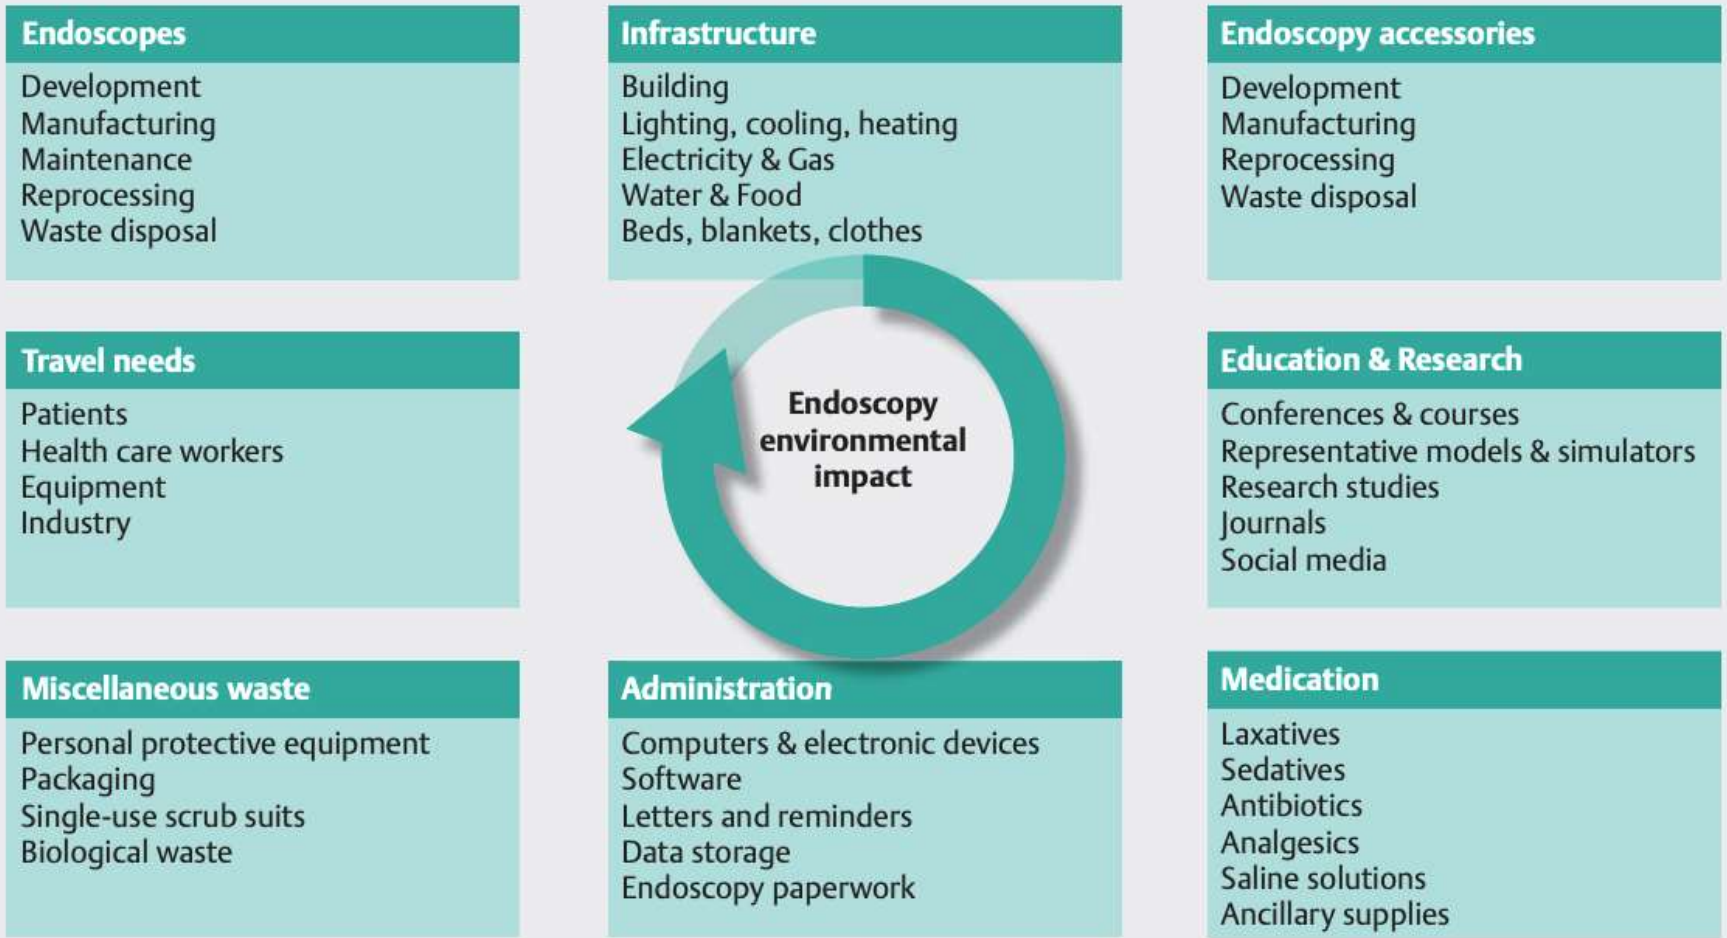 Endoscopes
Development
Manufacturing
Maintenance
Reprocessing
Waste disposal
Infrastructure
Building
Lighting, cooling, heating
Electricity & Gas
Water & Food
Beds, blankets, clothes
Endoscopy accessories
Development
Manufacturing
Reprocessing
Waste disposal
Travel needs
Patients
Health care workers
Equipment
Industry
Endoscopy
environmental
impact
Education & Research
Conferences & courses
Representative models & simulators
Research studies
Journals
Social media
Miscellaneous waste
Personal protective equipment
Packaging
Single-use scrub suits
Biological waste
Administration
Computers & electronic devices
Software
Letters and reminders
Data storage
Endoscopy paperwork
Medication
Laxatives
Sedatives
Antibiotics
Analgesics
Saline solutions
Ancillary supplies